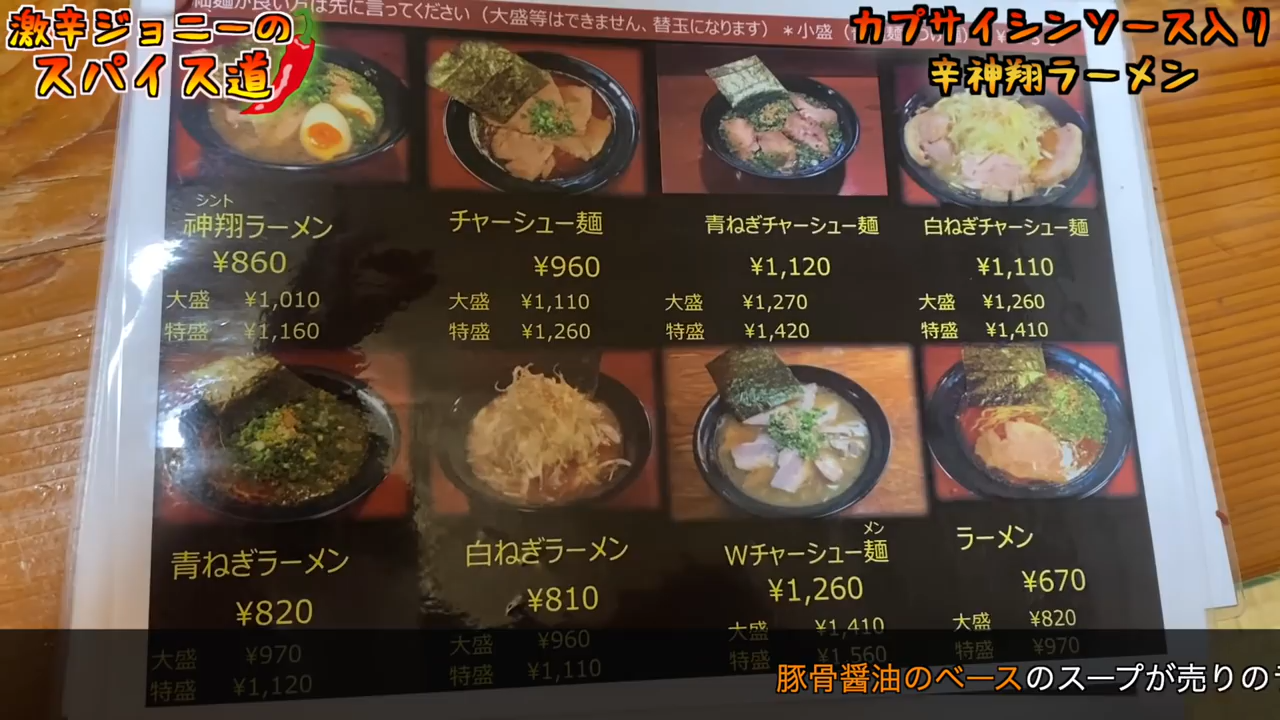 激辛ジョニーの
スパイス道
カプサイシンソース入り
辛神翔ラーメン
細麺が良い方は先に言ってください(大盛等はできません、替玉になります)*小盛
シント
神翔ラーメン
¥860
大盛 ¥1,010
特盛 ¥1,160
チャーシュー麺
¥960
大盛 ¥1,110
特盛 ¥1,260
青ねぎチャーシュー麺
¥1,120
大盛 ¥1,270
特盛 ¥1,420
白ねぎチャーシュー麺
¥1,110
大盛 ¥1,260
特盛 ¥1,410
青ねぎラーメン
¥820
大盛 ¥970
特盛 ¥1,120
白ねぎラーメン
¥810
大盛 ¥960
特盛 ¥1,110
メン
Wチャーシュー麺
¥1,260
大盛 ¥1,410
特盛 ¥1,560
ラーメン
¥670
大盛 ¥820
特盛 ¥970
豚骨醤油のベースのスープが売りの